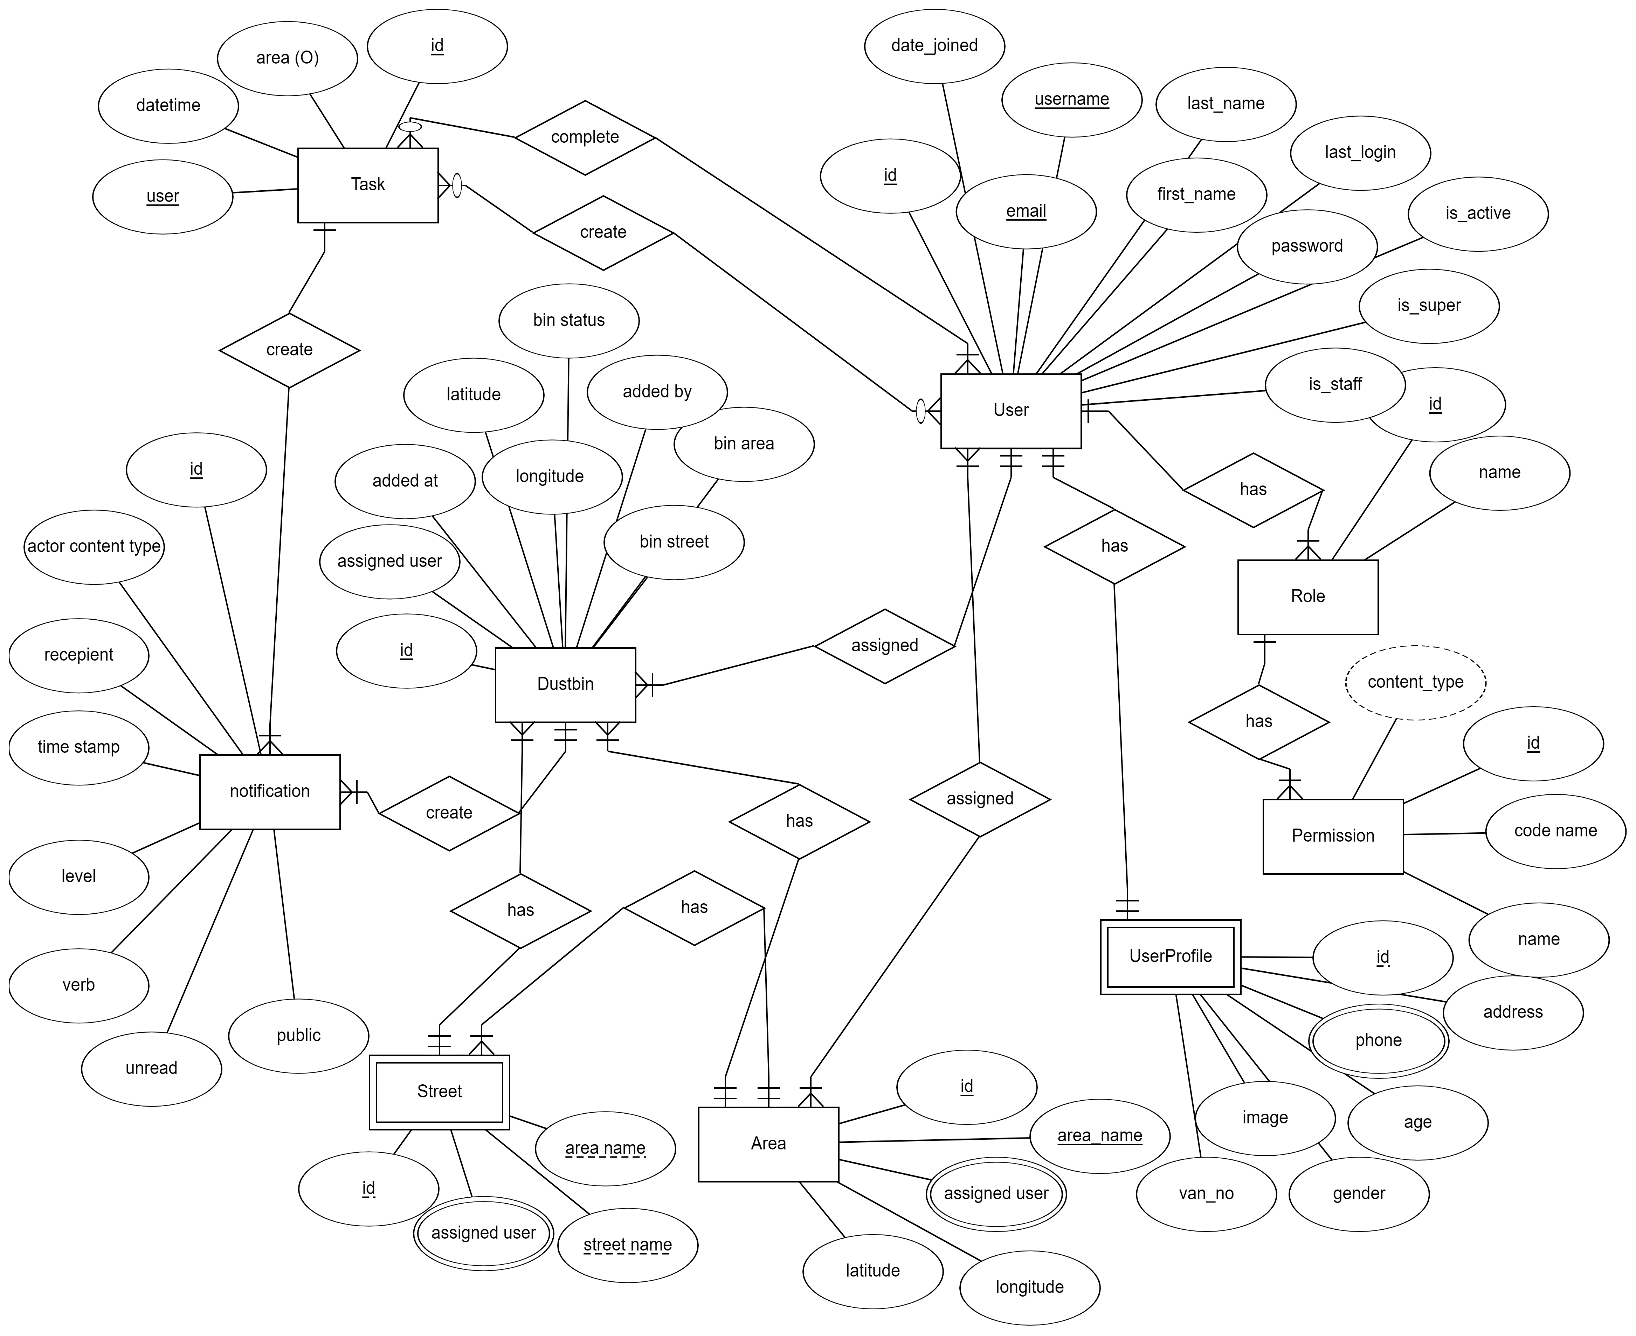 id
date_joined
area (O)
username
last_name
datetime
complete
last_login
id
Task
user
first_name
email
is_active
create
password
is_super
bin status
create
is_staff
added by
latitude
id
User
bin area
id
name
longitude
added at
has
bin street
actor content type
has
assigned user
Role
assigned
id
recepient
content_type
Dustbin
has
time stamp
id
notification
assigned
create
has
code name
Permission
level
has
has
name
UserProfile
id
verb
address
public
phone
unread
id
Street
image
age
area_name
Area
area name
id
assigned user
van_no
gender
assigned user
street name
latitude
longitude